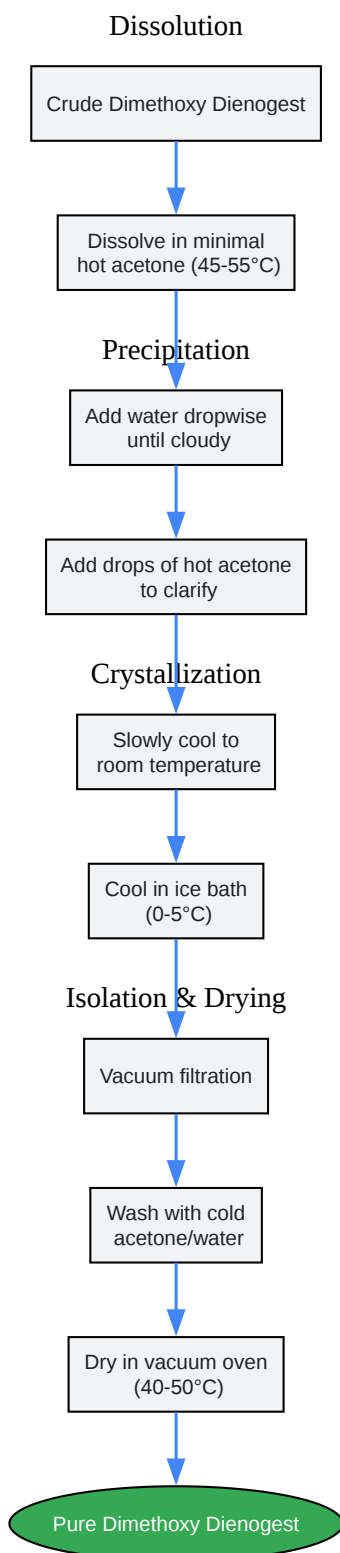 Dissolution
Crude Dimethoxy Dienogest
Dissolve in minimal
hot acetone (45-55°C)
Precipitation
Add water dropwise
until cloudy
Add drops of hot acetone
to clarify
Crystallization
Slowly cool to
room temperature
Cool in ice bath
(0-5°C)
Isolation & Drying
Vacuum filtration
Wash with cold
acetone/water
Dry in vacuum oven
(40-50°C)
Pure Dimethoxy Dienogest